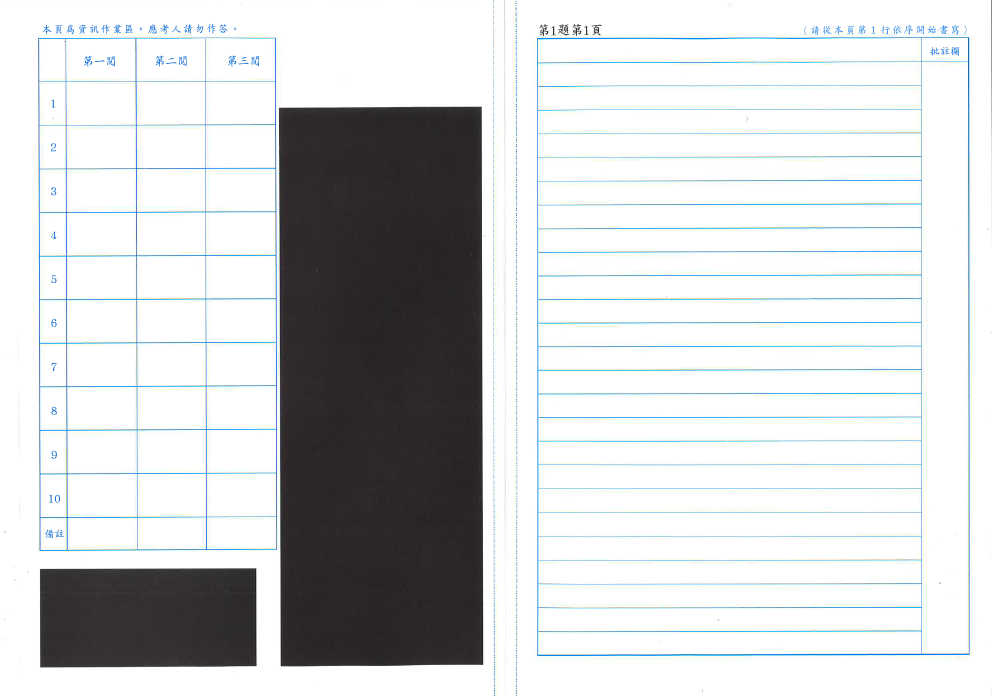 本頁為資訊作業區，應考人請勿作答。
第一閱 第二閱 第三閱
1
2
3
4
5
6
7
8
9
10
備註
第1題第1頁
（請從本頁第1行依序開始書寫）
批註欄